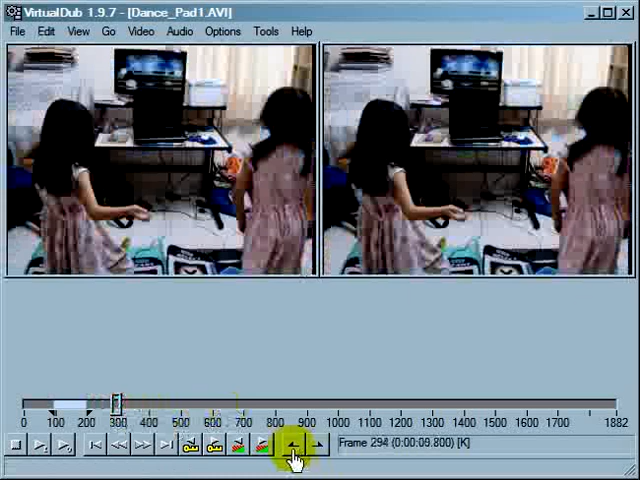 VirtualDub 1.9.7 - [Dance_Pad1.AVI]
File Edit View Go Video Audio Options Tools Help
0 100 200 300 400 500 600 700 800 900 1000 1100 1200 1300 1400 1500 1600 1700 1882
Frame 294 (0:00:09.800) [K]